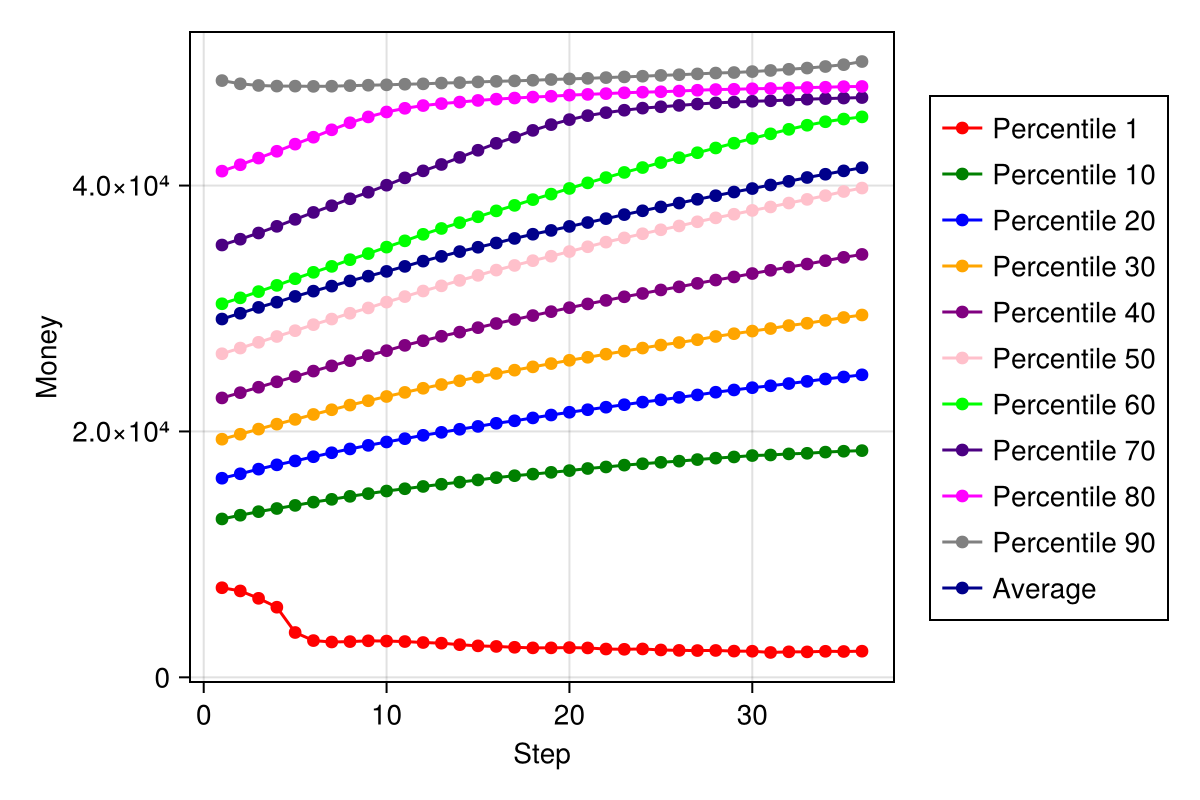 Money
4.0×10⁴
2.0×10⁴
0
0 10 20 30
Step
Percentile 1
Percentile 10
Percentile 20
Percentile 30
Percentile 40
Percentile 50
Percentile 60
Percentile 70
Percentile 80
Percentile 90
Average